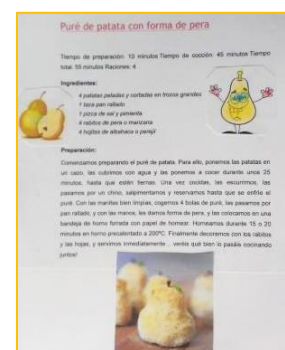 Puré de patata con forma de pera
Tiempo de preparación: 10 minutos Tiempo de cocción: 45 minutos Tiempo
total: 55 minutos Raciones: 4
Ingredientes:
4 patatas peladas y cortadas en trozos grandes
1 taza pan rallado
1 pizca de sal y pimienta
4 rabitos de pera o manzana
4 hojitas de albahaca o perejil
Preparación:
Comenzamos preparando el puré de patata. Para ello, ponemos las patatas en
un cazo, las cubrimos con agua y las ponemos a cocer durante unos 25
minutos, hasta que estén tiernas. Una vez cocidas, las escurrimos, las
pasamos por un chino, salpimentamos y reservamos hasta que se enfríe el
puré. Con las manitas bien limpias, cogemos 4 bolas de puré, las pasamos por
pan rallado, y con las manos, les damos forma de pera, y las colocamos en una
bandeja de horno forrada con papel de hornear. Horneamos durante 15 o 20
minutos en horno precalentado a 200ºC. Finalmente decoramos con los rabitos
y las hojas, y servimos inmediatamente... veréis qué bien lo pasáis cocinando
juntos!